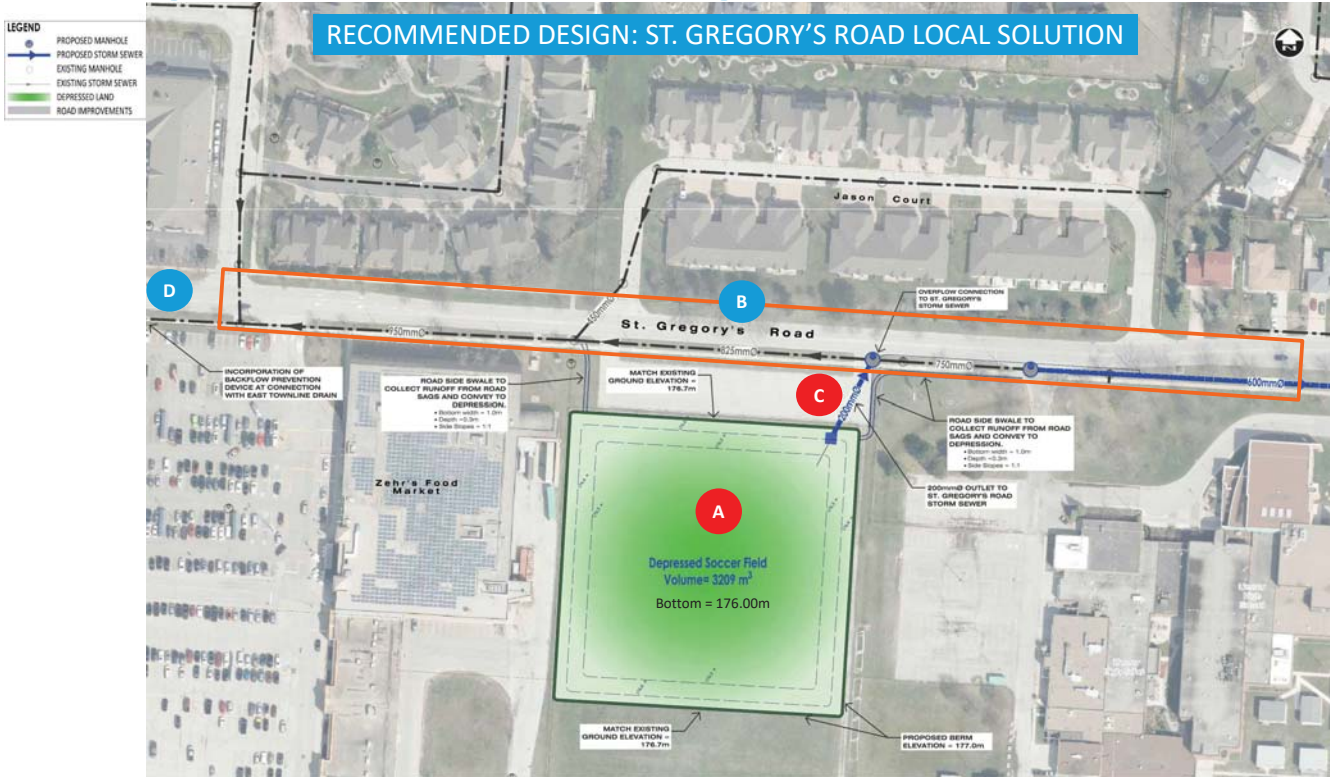 RECOMMENDED DESIGN: ST. GREGORY'S ROAD LOCAL SOLUTION
LEGEND
PROPOSED MANHOLE
PROPOSED STORM SEWER
EXISTING MANHOLE
EXISTING STORM SEWER
DEPRESSED LAND
ROAD IMPROVEMENTS
Jason Court
D
B
OVERFLOW CONNECTION
TO ST. GREGORY'S
STORM SEWER
450mmØ
St. Gregory's Road
950mmØ
825mmØ
750mmØ
600mmØ
INCORPORATION OF
BACKFLOW PREVENTION
DEVICE AT CONNECTION
WITH EAST TOWNLINE DRAIN
ROAD SIDE SWALE TO
COLLECT RUNOFF FROM ROAD
SAGS AND CONVEY TO
DEPRESSION.
• Bottom width = 1.0m
• Depth =0.3m
• Side Slopes = 1:1
MATCH EXISTING
GROUND ELEVATION =
176.7m
C
200mmØ
ROAD SIDE SWALE TO
COLLECT RUNOFF FROM ROAD
SAGS AND CONVEY TO
DEPRESSION.
• Bottom width = 1.0m
• Depth =0.3m
• Side Slopes = 1:1
200mmØ OUTLET TO
ST. GREGORY'S ROAD
STORM SEWER
Zehr's Food
Market
A
Depressed Soccer Field
Volume= 3209 m³
Bottom = 176.00m
MATCH EXISTING
GROUND ELEVATION =
176.7m
PROPOSED BERM
ELEVATION = 177.0m